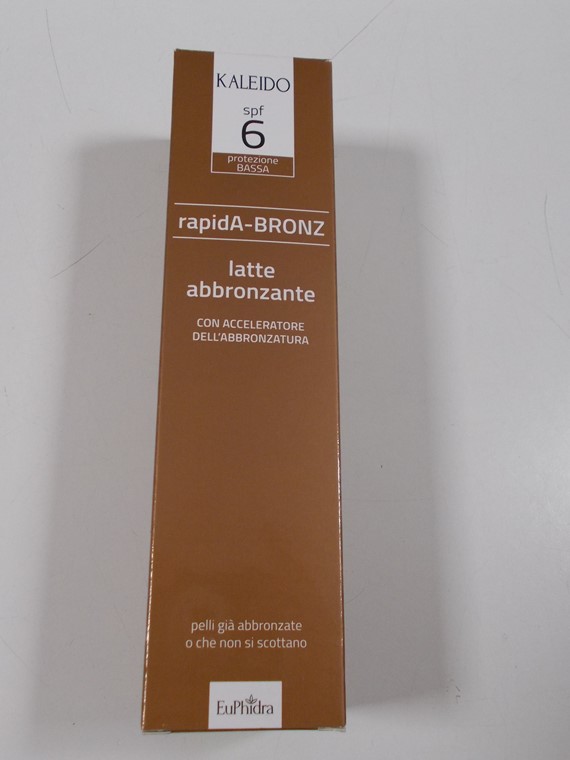 KALEIDO
spf
6
protezione
BASSA
rapidA-BRONZ
latte
abbronzante
CON ACCELERATORE
DELL'ABBRONZATURA
pelli già abbronzate
o che non si scottano
EuPhidra